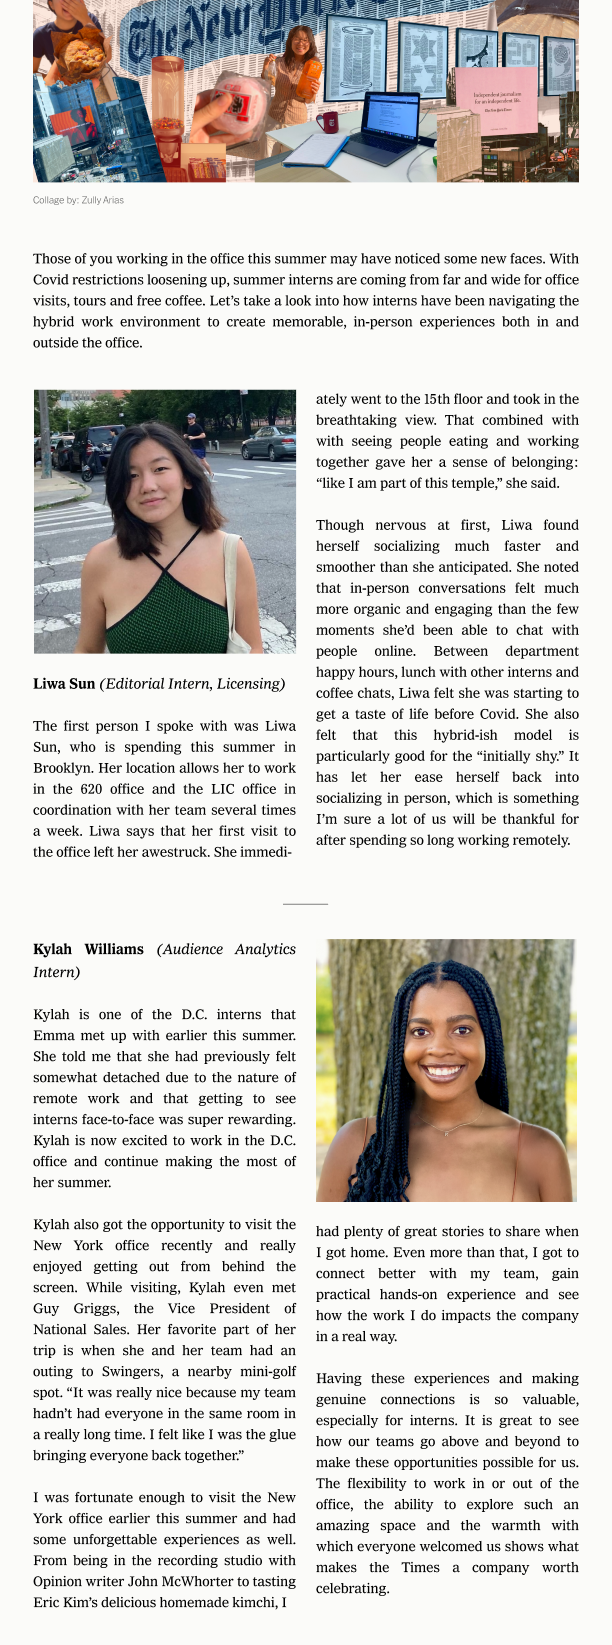 The New York
Independent journalism
for an independent life.
The New York Times
Collage by: Zully Arias
Those of you working in the office this summer may have noticed some new faces. With
Covid restrictions loosening up, summer interns are coming from far and wide for office
visits, tours and free coffee. Let’s take a look into how interns have been navigating the
hybrid work environment to create memorable, in-person experiences both in and
outside the office.
Liwa Sun (Editorial Intern, Licensing)
The first person I spoke with was Liwa
Sun, who is spending this summer in
Brooklyn. Her location allows her to work
in the 620 office and the LIC office in
coordination with her team several times
a week. Liwa says that her first visit to
the office left her awestruck. She immedi-
ately went to the 15th floor and took in the
breathtaking view. That combined with
with seeing people eating and working
together gave her a sense of belonging:
“like I am part of this temple,” she said.
Though nervous at first, Liwa found
herself socializing much faster and
smoother than she anticipated. She noted
that in-person conversations felt much
more organic and engaging than the few
moments she’d been able to chat with
people online. Between department
happy hours, lunch with other interns and
coffee chats, Liwa felt she was starting to
get a taste of life before Covid. She also
felt that this hybrid-ish model is
particularly good for the “initially shy.” It
has let her ease herself back into
socializing in person, which is something
I’m sure a lot of us will be thankful for
after spending so long working remotely.
Kylah Williams (Audience Analytics
Intern)
Kylah is one of the D.C. interns that
Emma met up with earlier this summer.
She told me that she had previously felt
somewhat detached due to the nature of
remote work and that getting to see
interns face-to-face was super rewarding.
Kylah is now excited to work in the D.C.
office and continue making the most of
her summer.
Kylah also got the opportunity to visit the
New York office recently and really
enjoyed getting out from behind the
screen. While visiting, Kylah even met
Guy Griggs, the Vice President of
National Sales. Her favorite part of her
trip is when she and her team had an
outing to Swingers, a nearby mini-golf
spot. “It was really nice because my team
hadn’t had everyone in the same room in
a really long time. I felt like I was the glue
bringing everyone back together.”
I was fortunate enough to visit the New
York office earlier this summer and had
some unforgettable experiences as well.
From being in the recording studio with
Opinion writer John McWhorter to tasting
Eric Kim’s delicious homemade kimchi, I
had plenty of great stories to share when
I got home. Even more than that, I got to
connect better with my team, gain
practical hands-on experience and see
how the work I do impacts the company
in a real way.
Having these experiences and making
genuine connections is so valuable,
especially for interns. It is great to see
how our teams go above and beyond to
make these opportunities possible for us.
The flexibility to work in or out of the
office, the ability to explore such an
amazing space and the warmth with
which everyone welcomed us shows what
makes the Times a company worth
celebrating.